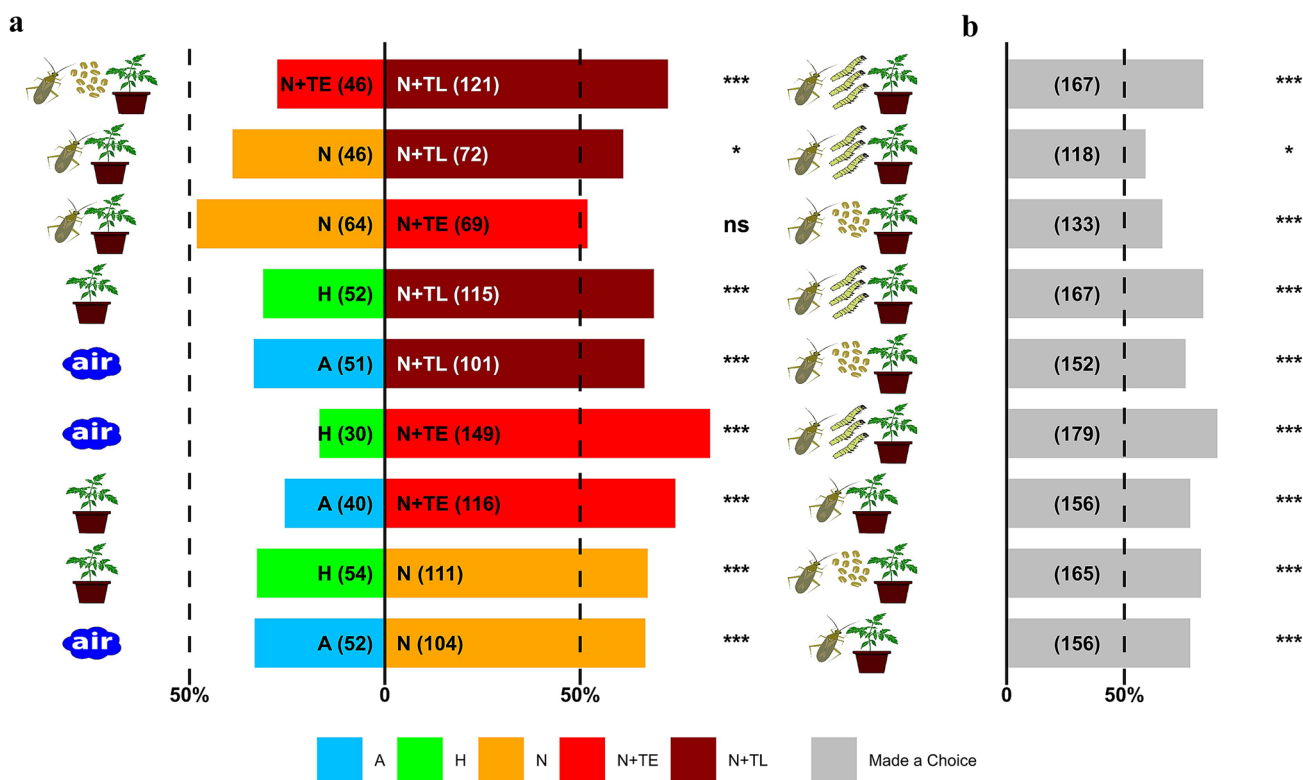 a b
N+TE (46) N+TL (121) *** (167) ***
N (46) N+TL (72) * (118) *
N (64) N+TE (69) ns (133) ***
H (52) N+TL (115) *** (167) ***
air A (51) N+TL (101) *** (152) ***
air H (30) N+TE (149) *** (179) ***
A (40) N+TE (116) *** (156) ***
H (54) N (111) *** (165) ***
air A (52) N (104) *** (156) ***
50% 0 50% 0 50%
A H N N+TE N+TL Made a Choice